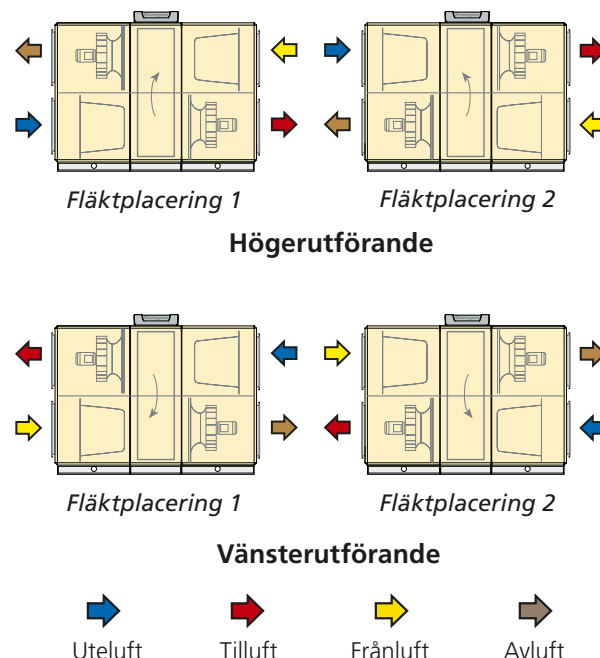 Fläktplacering 1
Fläktplacering 2
Högerutförande
Fläktplacering 1
Fläktplacering 2
Vänsterutförande
Uteluft Tilluft Frånluft Avluft